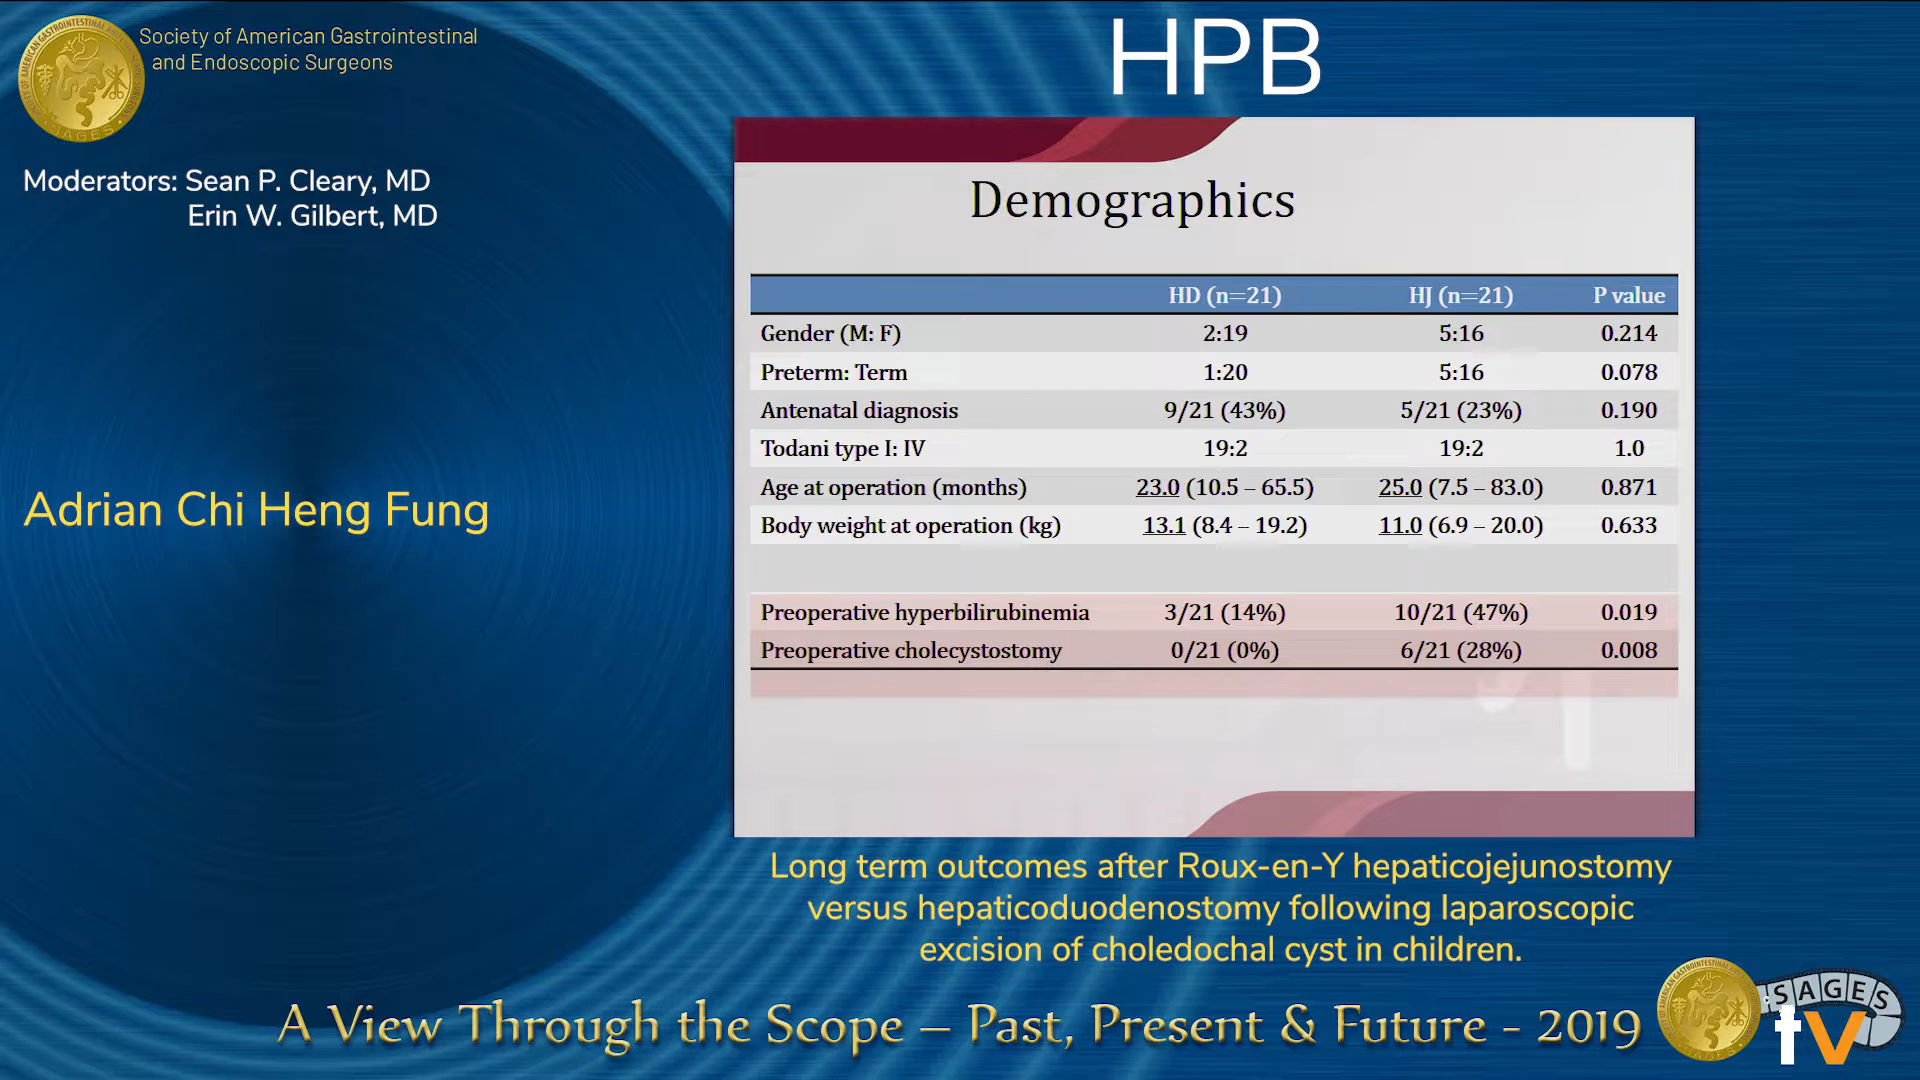 Society of American Gastrointestinal
and Endoscopic Surgeons
HPB
Moderators: Sean P. Cleary, MD
Erin W. Gilbert, MD
Adrian Chi Heng Fung
Demographics
HD (n=21) HJ (n=21) P value
Gender (M: F) 2:19 5:16 0.214
Preterm: Term 1:20 5:16 0.078
Antenatal diagnosis 9/21 (43%) 5/21 (23%) 0.190
Todani type I: IV 19:2 19:2 1.0
Age at operation (months) 23.0 (10.5 – 65.5) 25.0 (7.5 – 83.0) 0.871
Body weight at operation (kg) 13.1 (8.4 – 19.2) 11.0 (6.9 – 20.0) 0.633
Preoperative hyperbilirubinemia 3/21 (14%) 10/21 (47%) 0.019
Preoperative cholecystostomy 0/21 (0%) 6/21 (28%) 0.008
Long term outcomes after Roux-en-Y hepaticojejunostomy
versus hepaticoduodenostomy following laparoscopic
excision of choledochal cyst in children.
A View Through the Scope – Past, Present & Future - 2019
SAGES
tv